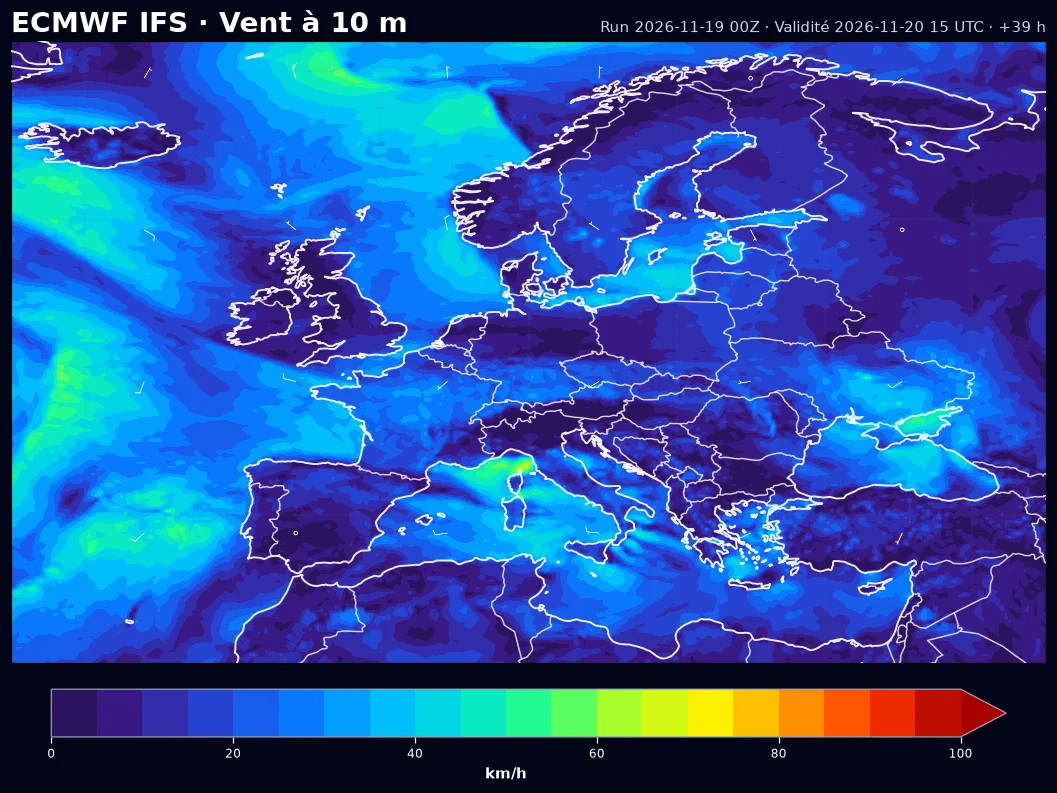 ECMWF IFS · Vent à 10 m
Run 2026-11-19 00Z · Validité 2026-11-20 15 UTC · +39 h
0 20 40 60 80 100
km/h